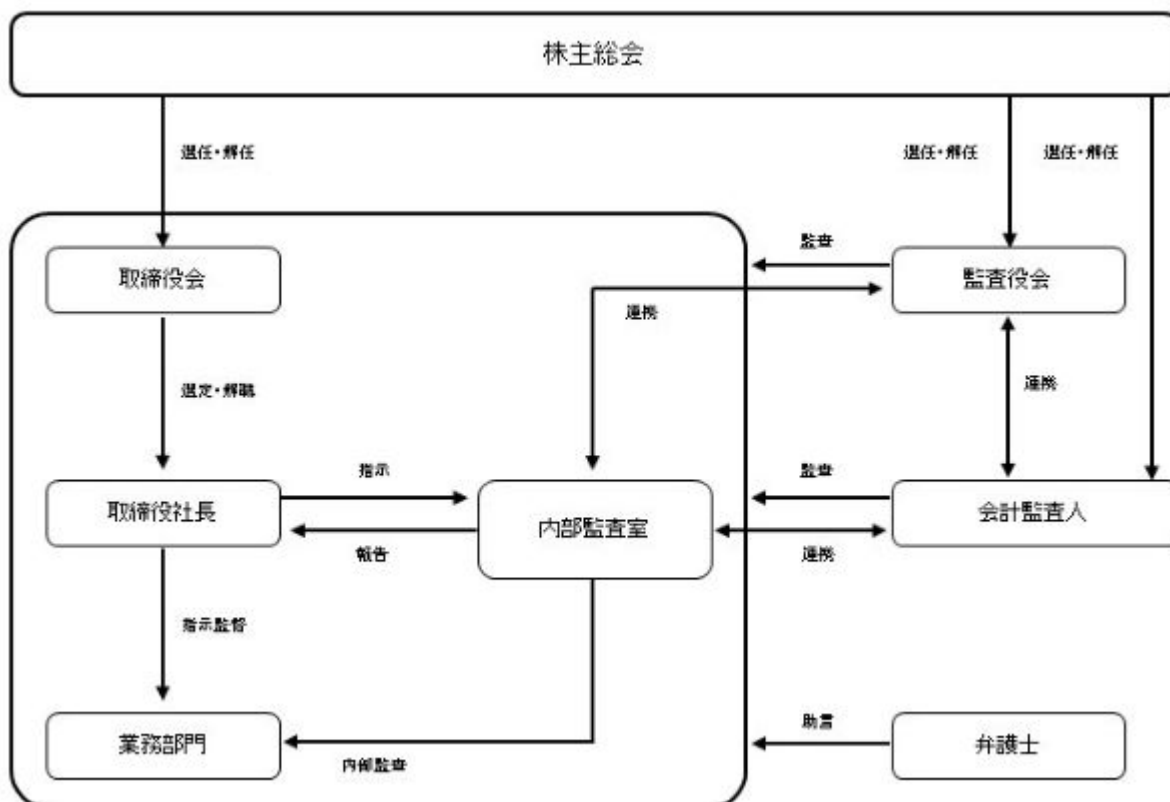 株主総会
選任・解任
選任・解任
選任・解任
取締役会
監査
監査役会
連携
選定・解職
連携
指示
監査
取締役社長
内部監査室
会計監査人
報告
連携
指示監督
業務部門
助言
弁護士
内部監査